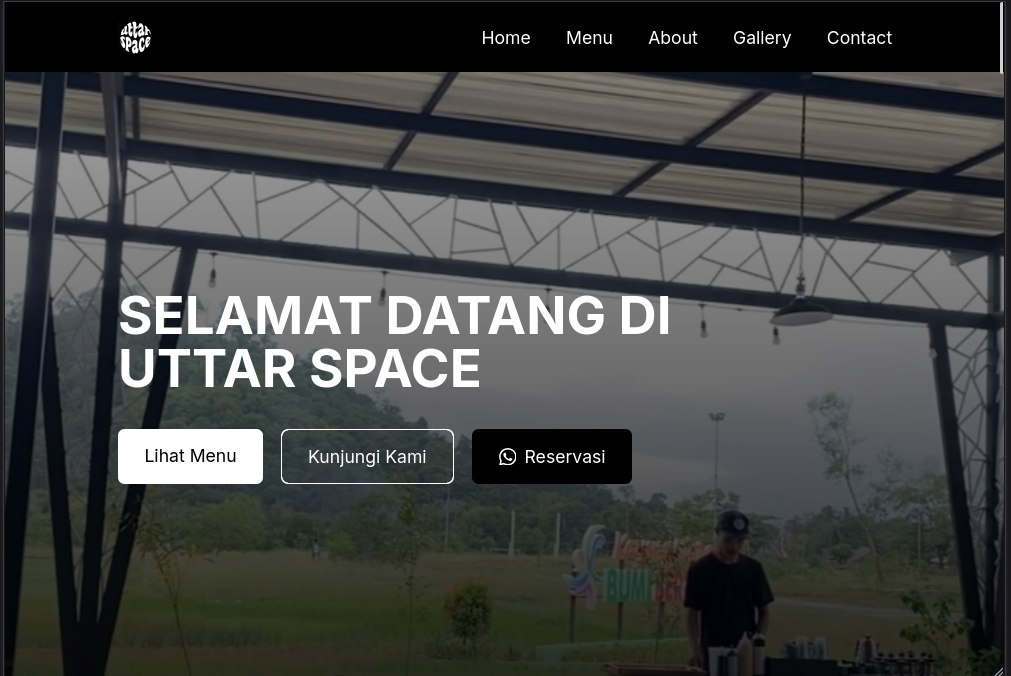 uttar
space
Home Menu About Gallery Contact
SELAMAT DATANG DI
UTTAR SPACE
Lihat Menu Kunjungi Kami Reservasi
BUMI